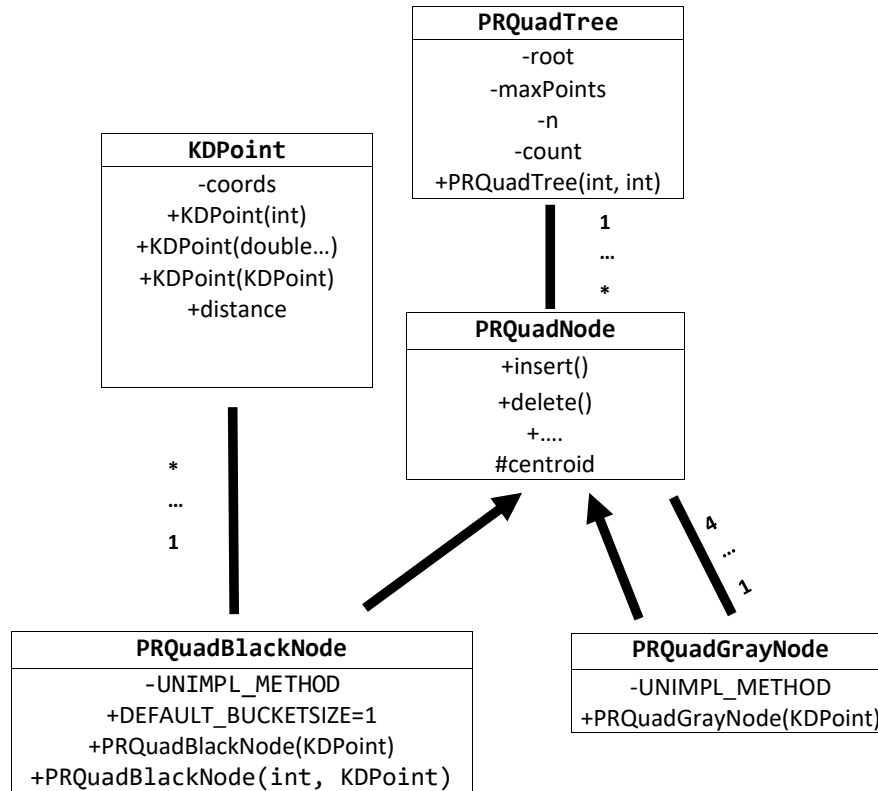 PRQuadTree
-root
-maxPoints
-n
-count
+PRQuadTree(int, int)
KDPoint
-coords
+KDPoint(int)
+KDPoint(double…)
+KDPoint(KDPoint)
+distance
1
…
*
PRQuadNode
+insert()
+delete()
+….
#centroid
*
…
1
4
…
1
PRQuadBlackNode
-UNIMPL_METHOD
+DEFAULT_BUCKETSIZE=1
+PRQuadBlackNode(KDPoint)
+PRQuadBlackNode(int, KDPoint)
PRQuadGrayNode
-UNIMPL_METHOD
+PRQuadGrayNode(KDPoint)